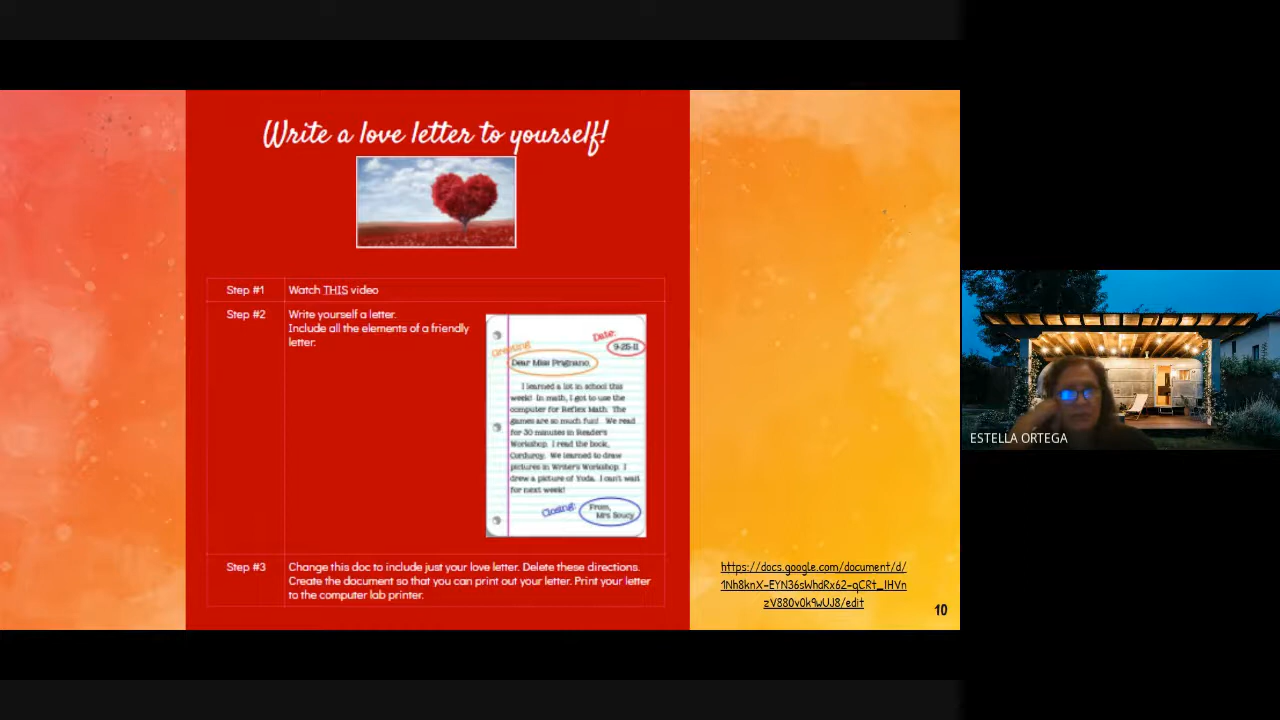 Write a love letter to yourself!
Step #1
Watch THIS video
Step #2
Write yourself a letter.
Include all the elements of a friendly
letter.
Date:
9-25-11
Greeting
Dear Miss Prignano,
I learned a lot in school this
week! In math, I got to use the
computer for Reflex Math. The
games are so much fun! We read
for 30 minutes in Reader's
Workshop. I read the book,
Corduroy. We learned to draw
pictures in Writer's Workshop. I
drew a picture of Yoda. I can't wait
for next week!
Closing:
From,
Mrs Soucy
Step #3
Change this doc to include just your love letter. Delete these directions.
Create the document so that you can print out your letter. Print your letter
to the computer lab printer.
https://docs.google.com/document/d/
1Nh8knX-EYN36sWhdRx62-qCRt_IHVn
zV880v0k9wUJ8/edit
10
ESTELLA ORTEGA